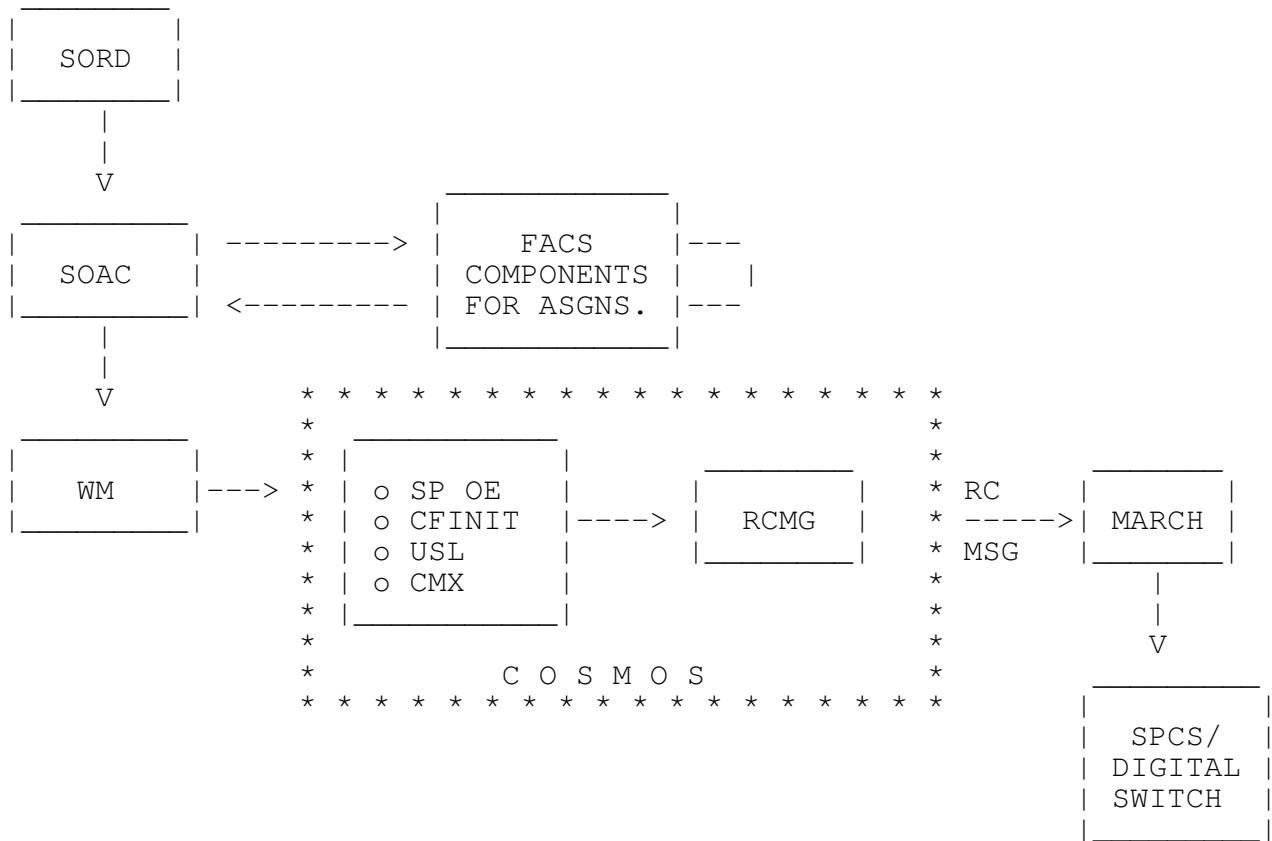 SORD
V
FACS
SOAC
COMPONENTS
FOR ASGNS.
V
WM
o SP OE
o CFINIT
o USL
o CMX
RCMG
RC
MSG
MARCH
V
C O S M O S
SPCS/
DIGITAL
SWITCH